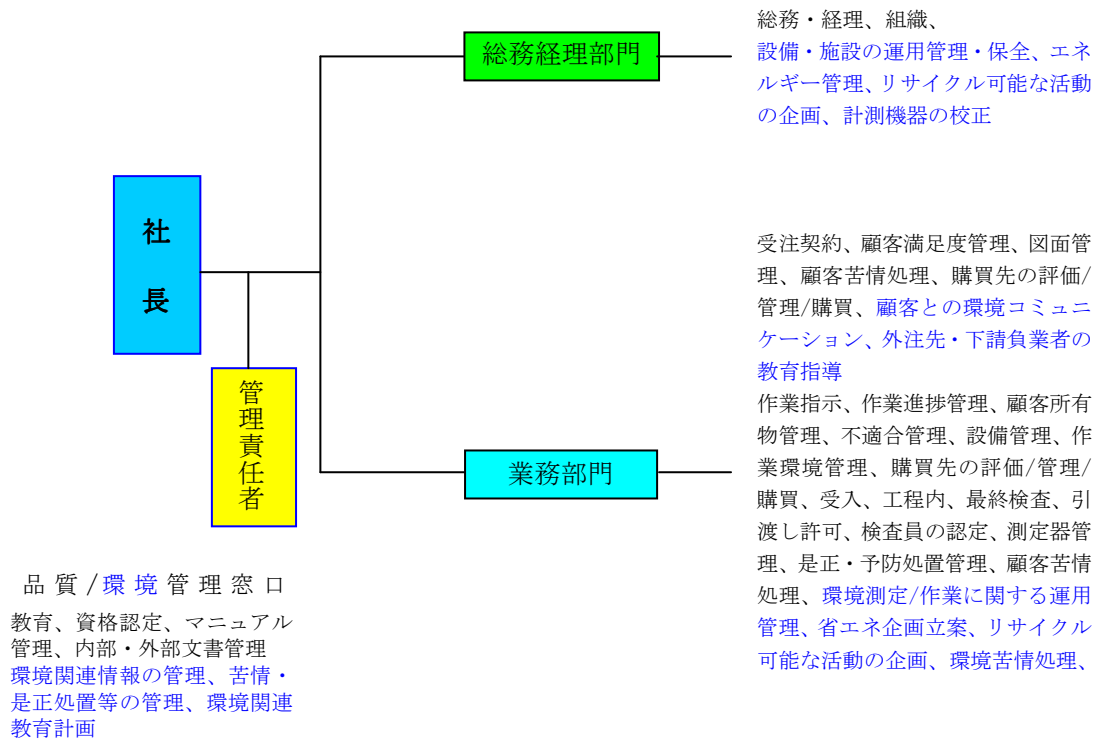 総務経理部門
総務・経理、組織、
設備・施設の運用管理・保全、エネ
ルギー管理、リサイクル可能な活動
の企画、計測機器の校正
社
長
管理責任者
業務部門
受注契約、顧客満足度管理、図面管
理、顧客苦情処理、購買先の評価/
管理/購買、顧客との環境コミュニ
ケーション、外注先・下請負業者の
教育指導
作業指示、作業進捗管理、顧客所有
物管理、不適合管理、設備管理、作
業環境管理、購買先の評価/管理/
購買、受入、工程内、最終検査、引
渡し許可、検査員の認定、測定器管
理、是正・予防処置管理、顧客苦情
処理、環境測定/作業に関する運用
管理、省エネ企画立案、リサイクル
可能な活動の企画、環境苦情処理、
品質/環境管理窓口
教育、資格認定、マニュアル
管理、内部・外部文書管理
環境関連情報の管理、苦情・
是正処置等の管理、環境関連
教育計画